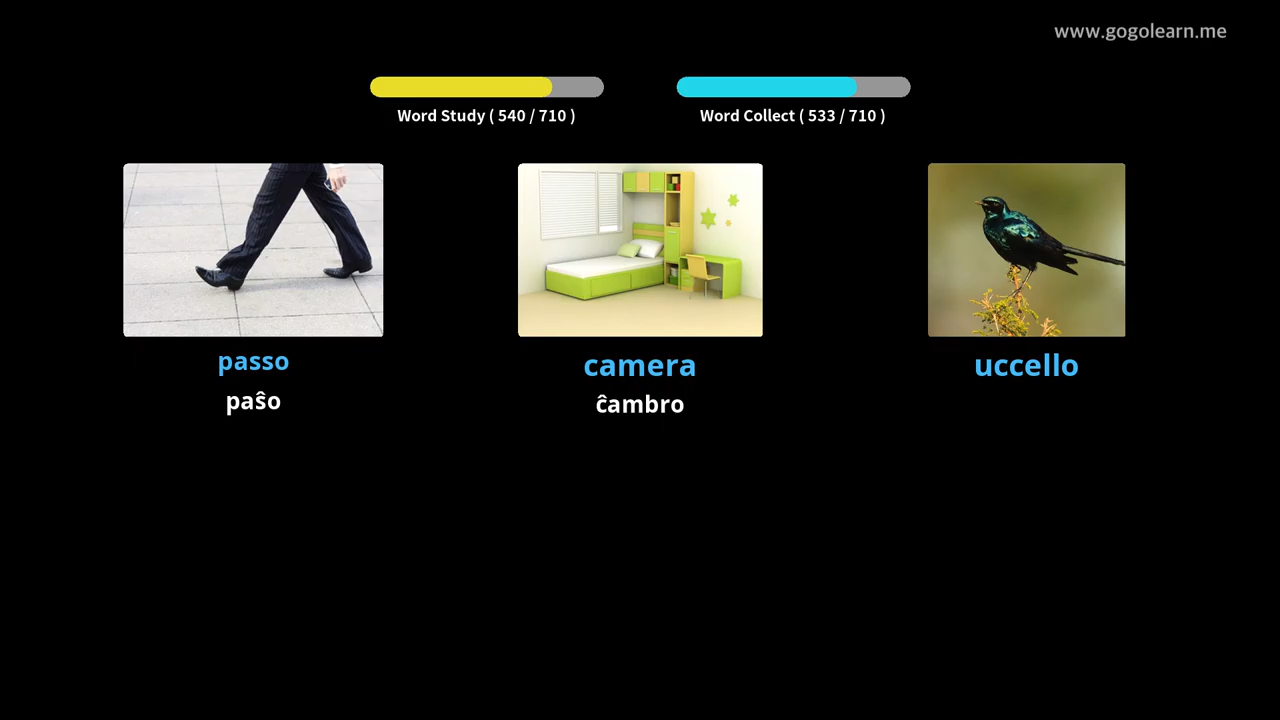 www.gogolearn.me
Word Study ( 540 / 710 )
Word Collect ( 533 / 710 )
passo
paŝo
camera
ĉambro
uccello